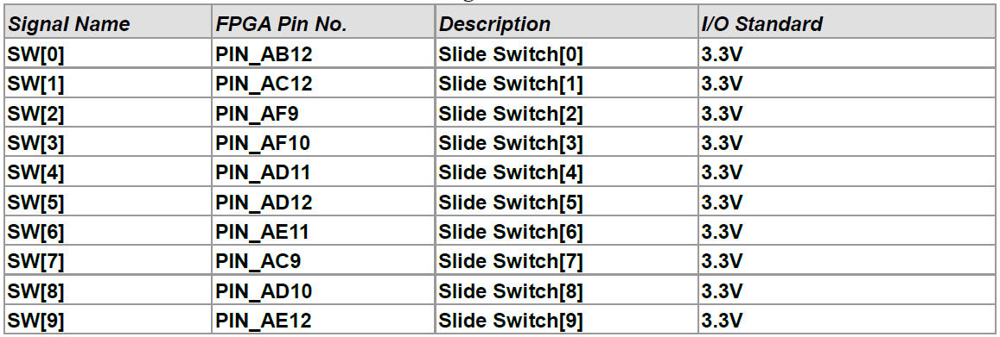 Signal Name FPGA Pin No. Description I/O Standard
SW[0] PIN_AB12 Slide Switch[0] 3.3V
SW[1] PIN_AC12 Slide Switch[1] 3.3V
SW[2] PIN_AF9 Slide Switch[2] 3.3V
SW[3] PIN_AF10 Slide Switch[3] 3.3V
SW[4] PIN_AD11 Slide Switch[4] 3.3V
SW[5] PIN_AD12 Slide Switch[5] 3.3V
SW[6] PIN_AE11 Slide Switch[6] 3.3V
SW[7] PIN_AC9 Slide Switch[7] 3.3V
SW[8] PIN_AD10 Slide Switch[8] 3.3V
SW[9] PIN_AE12 Slide Switch[9] 3.3V